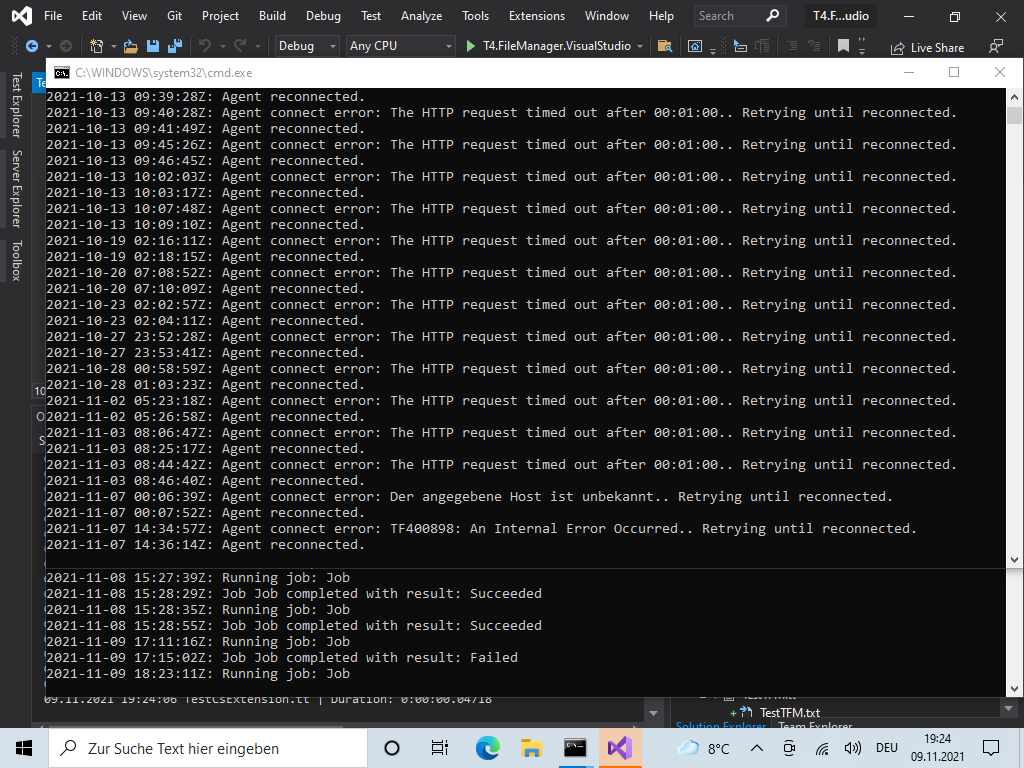 File Edit View Git Project Build Debug Test Analyze Tools Extensions Window Help Search T4.F...udio
Debug Any CPU T4.FileManager.VisualStudio Live Share
C:\WINDOWS\system32\cmd.exe
Test Explorer
Server Explorer
Toolbox
Te
2021-10-13 09:39:28Z: Agent reconnected.
2021-10-13 09:40:28Z: Agent connect error: The HTTP request timed out after 00:01:00.. Retrying until reconnected.
2021-10-13 09:41:49Z: Agent reconnected.
2021-10-13 09:45:26Z: Agent connect error: The HTTP request timed out after 00:01:00.. Retrying until reconnected.
2021-10-13 09:46:45Z: Agent reconnected.
2021-10-13 10:02:03Z: Agent connect error: The HTTP request timed out after 00:01:00.. Retrying until reconnected.
2021-10-13 10:03:17Z: Agent reconnected.
2021-10-13 10:07:48Z: Agent connect error: The HTTP request timed out after 00:01:00.. Retrying until reconnected.
2021-10-13 10:09:10Z: Agent reconnected.
2021-10-19 02:16:11Z: Agent connect error: The HTTP request timed out after 00:01:00.. Retrying until reconnected.
2021-10-19 02:18:15Z: Agent reconnected.
2021-10-20 07:08:52Z: Agent connect error: The HTTP request timed out after 00:01:00.. Retrying until reconnected.
2021-10-20 07:10:09Z: Agent reconnected.
2021-10-23 02:02:57Z: Agent connect error: The HTTP request timed out after 00:01:00.. Retrying until reconnected.
2021-10-23 02:04:11Z: Agent reconnected.
2021-10-27 23:52:28Z: Agent connect error: The HTTP request timed out after 00:01:00.. Retrying until reconnected.
2021-10-27 23:53:41Z: Agent reconnected.
2021-10-28 00:58:59Z: Agent connect error: The HTTP request timed out after 00:01:00.. Retrying until reconnected.
2021-10-28 01:03:23Z: Agent reconnected.
2021-11-02 05:23:18Z: Agent connect error: The HTTP request timed out after 00:01:00.. Retrying until reconnected.
2021-11-02 05:26:58Z: Agent reconnected.
2021-11-03 08:06:47Z: Agent connect error: The HTTP request timed out after 00:01:00.. Retrying until reconnected.
2021-11-03 08:25:17Z: Agent reconnected.
2021-11-03 08:44:42Z: Agent connect error: The HTTP request timed out after 00:01:00.. Retrying until reconnected.
2021-11-03 08:46:40Z: Agent reconnected.
2021-11-07 00:06:39Z: Agent connect error: Der angegebene Host ist unbekannt.. Retrying until reconnected.
2021-11-07 00:07:52Z: Agent reconnected.
2021-11-07 14:34:57Z: Agent connect error: TF400898: An Internal Error Occurred.. Retrying until reconnected.
2021-11-07 14:36:14Z: Agent reconnected.
2021-11-08 15:27:39Z: Running job: Job
2021-11-08 15:28:29Z: Job Job completed with result: Succeeded
2021-11-08 15:28:35Z: Running job: Job
2021-11-08 15:28:55Z: Job Job completed with result: Succeeded
2021-11-09 17:11:16Z: Running job: Job
2021-11-09 17:15:02Z: Job Job completed with result: Failed
2021-11-09 18:23:11Z: Running job: Job
09.11.2021 19:24:06 TestCsExtension.tt | Duration: 0:00:00.04718
TestTFM.txt
Solution Explorer Team Explorer
Zur Suche Text hier eingeben 8°C DEU 19:24
09.11.2021